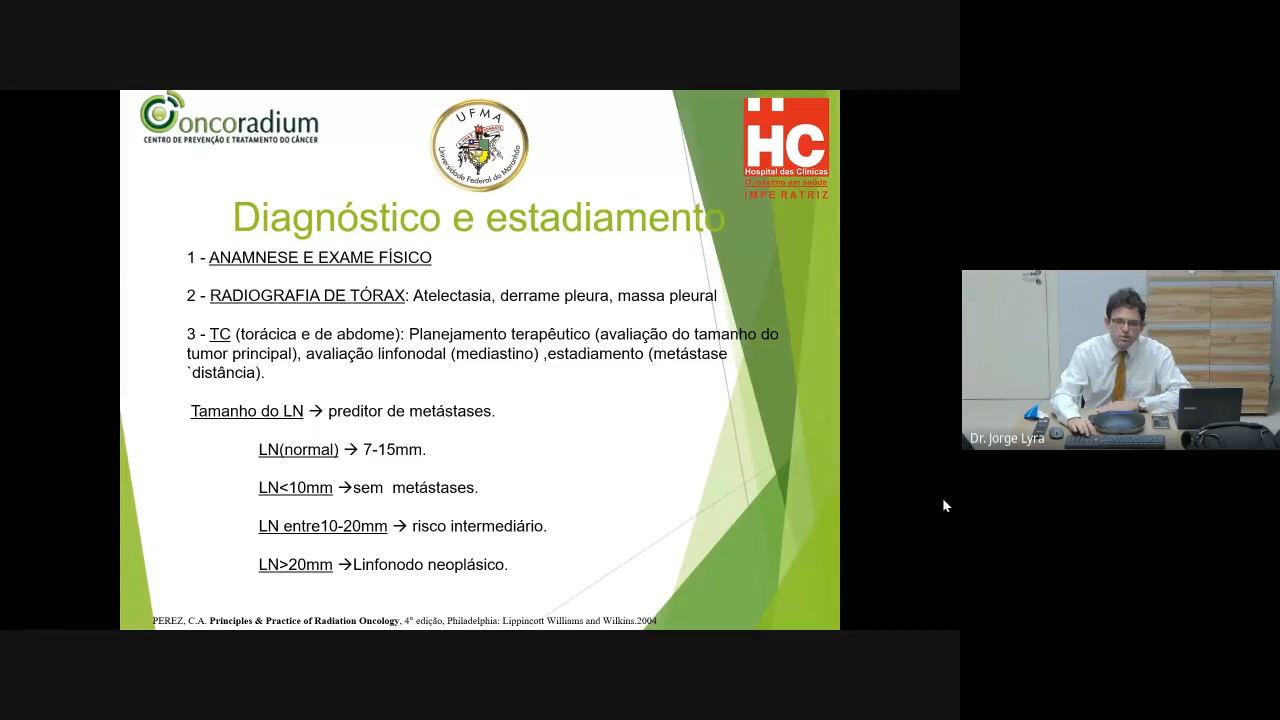 oncoradium
CENTRO DE PREVENÇÃO E TRATAMENTO DO CÂNCER
UFMA
Universidade Federal do Maranhão
HC
Hospital das Clínicas
O máximo em saúde
IMPERATRIZ
Diagnóstico e estadiamento
1 - ANAMNESE E EXAME FÍSICO
2 - RADIOGRAFIA DE TÓRAX: Atelectasia, derrame pleura, massa pleural
3 - TC (torácica e de abdome): Planejamento terapêutico (avaliação do tamanho do
tumor principal), avaliação linfonodal (mediastino) ,estadiamento (metástase
`distância).
Tamanho do LN → preditor de metástases.
LN(normal) → 7-15mm.
LN<10mm →sem  metástases.
LN entre10-20mm → risco intermediário.
LN>20mm →Linfonodo neoplásico.
PEREZ, C.A. Principles & Practice of Radiation Oncology, 4° edição, Philadelphia: Lippincott Williams and Wilkins.2004
Dr. Jorge Lyra